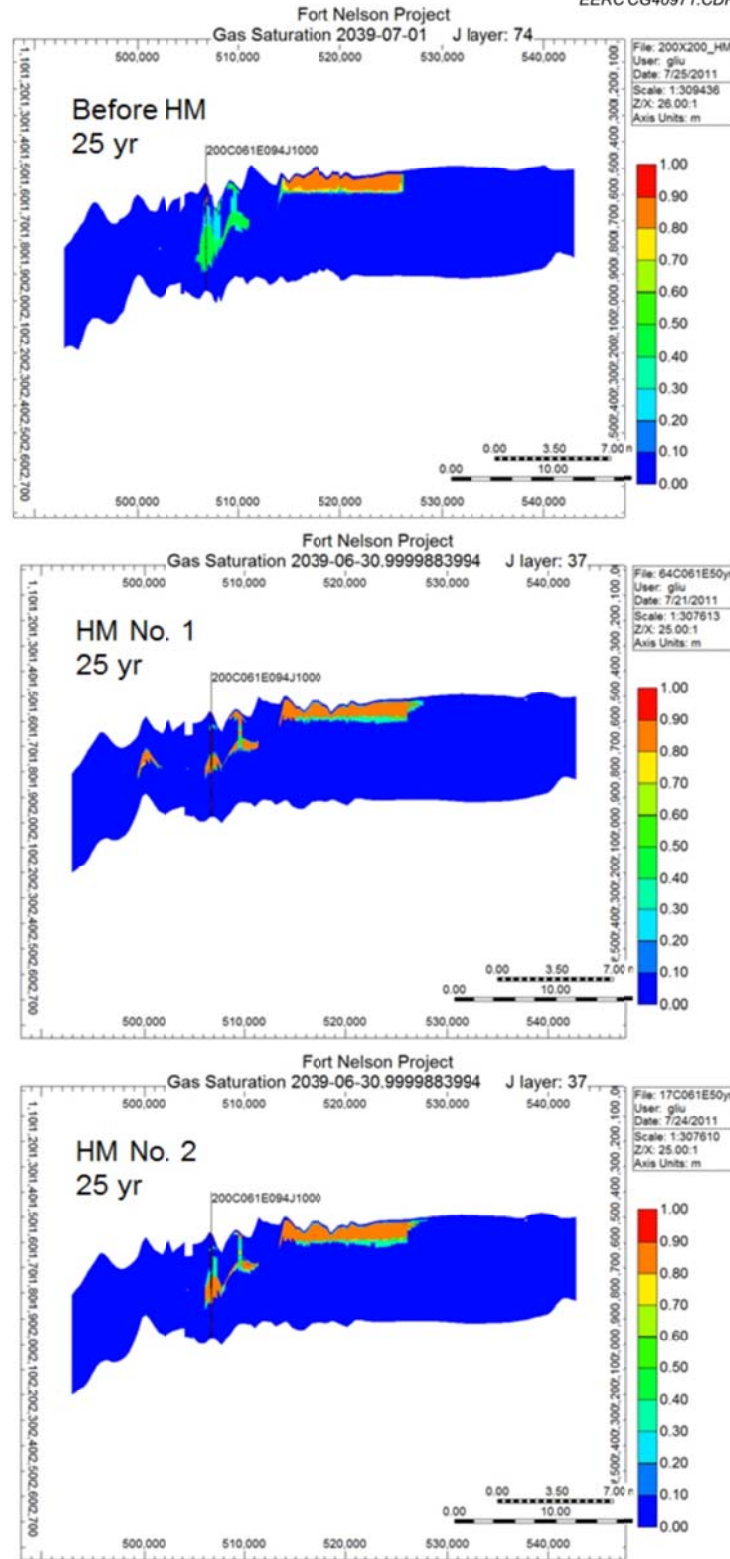 EERC CG40971.CDR
Fort Nelson Project
Gas Saturation 2039-07-01 J layer: 74
500,000 510,000 520,000 530,000 540,000
File: 200X200_HM
User: gliu
Date: 7/25/2011
Scale: 1:309436
Z/X: 26.00:1
Axis Units: m
Before HM
25 yr
200C061E094J1000
1.00
0.90
0.80
0.70
0.60
0.50
0.40
0.30
0.20
0.10
0.00
0.00 3.50 7.00
0.00 10.00
500,000 510,000 520,000 530,000 540,000
Fort Nelson Project
Gas Saturation 2039-06-30.9999883994 J layer: 37
500,000 510,000 520,000 530,000 540,000
File: 64C061E50yr
User: gliu
Date: 7/21/2011
Scale: 1:307613
Z/X: 25.00:1
Axis Units: m
HM No. 1
25 yr
200C061E094J1000
1.00
0.90
0.80
0.70
0.60
0.50
0.40
0.30
0.20
0.10
0.00
0.00 3.50 7.00
0.00 10.00
500,000 510,000 520,000 530,000 540,000
Fort Nelson Project
Gas Saturation 2039-06-30.9999883994 J layer: 37
500,000 510,000 520,000 530,000 540,000
File: 17C061E50yr
User: gliu
Date: 7/24/2011
Scale: 1:307610
Z/X: 25.00:1
Axis Units: m
HM No. 2
25 yr
200C061E094J1000
1.00
0.90
0.80
0.70
0.60
0.50
0.40
0.30
0.20
0.10
0.00
0.00 3.50 7.00
0.00 10.00
500,000 510,000 520,000 530,000 540,000